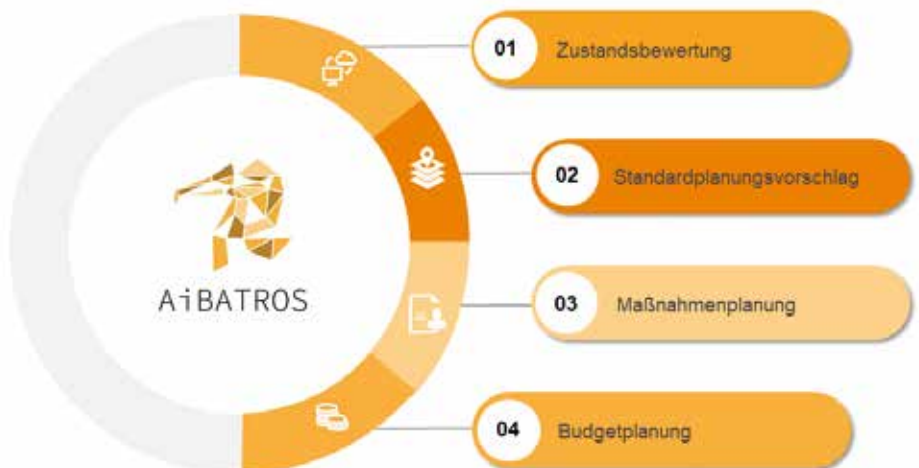 01 Zustandsbewertung
02 Standardplanungsvorschlag
AiBATROS
03 Maßnahmenplanung
04 Budgetplanung